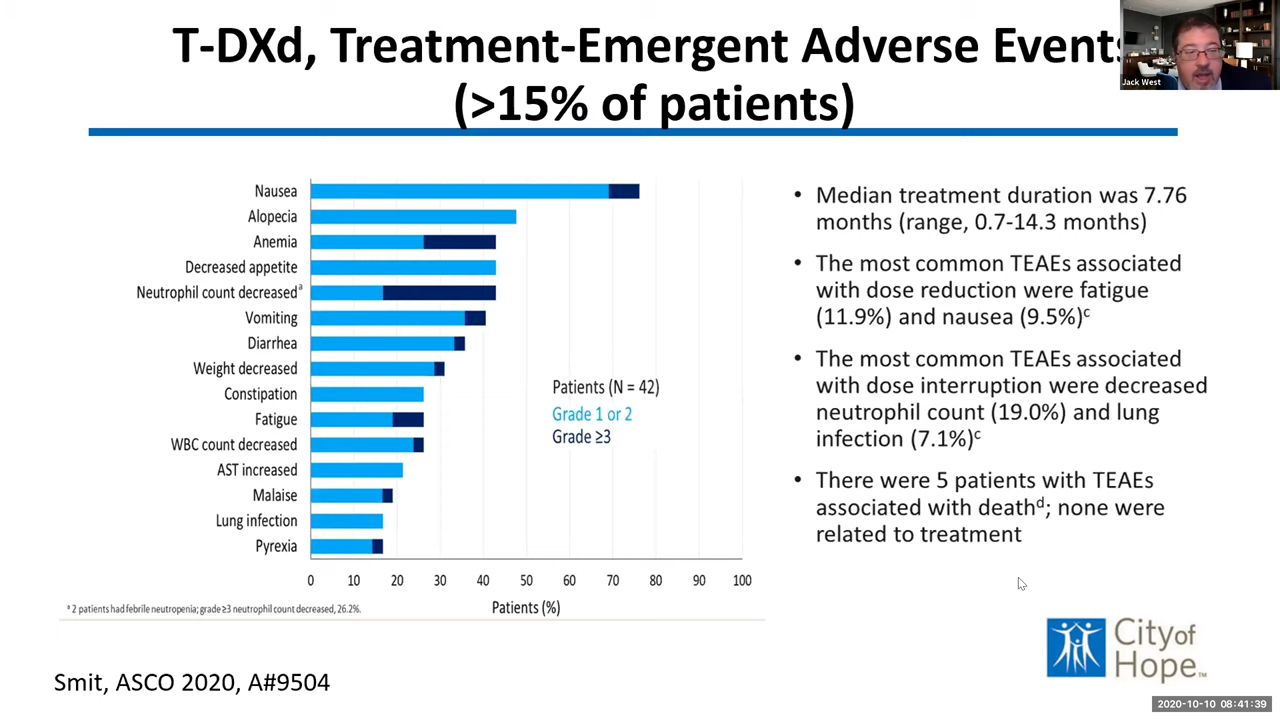 T-DXd, Treatment-Emergent Adverse Events
(>15% of patients)
Jack West
Nausea
Alopecia
Anemia
Decreased appetite
Neutrophil count decreasedª
Vomiting
Diarrhea
Weight decreased
Constipation
Fatigue
WBC count decreased
AST increased
Malaise
Lung infection
Pyrexia
0 10 20 30 40 50 60 70 80 90 100
Patients (%)
Patients (N = 42)
Grade 1 or 2
Grade ≥3
ª 2 patients had febrile neutropenia; grade ≥3 neutrophil count decreased, 26.2%.
• Median treatment duration was 7.76
months (range, 0.7-14.3 months)
• The most common TEAEs associated
with dose reduction were fatigue
(11.9%) and nausea (9.5%)ᶜ
• The most common TEAEs associated
with dose interruption were decreased
neutrophil count (19.0%) and lung
infection (7.1%)ᶜ
• There were 5 patients with TEAEs
associated with deathᵈ; none were
related to treatment
Smit, ASCO 2020, A#9504
City of
Hope™
2020-10-10 08:41:39